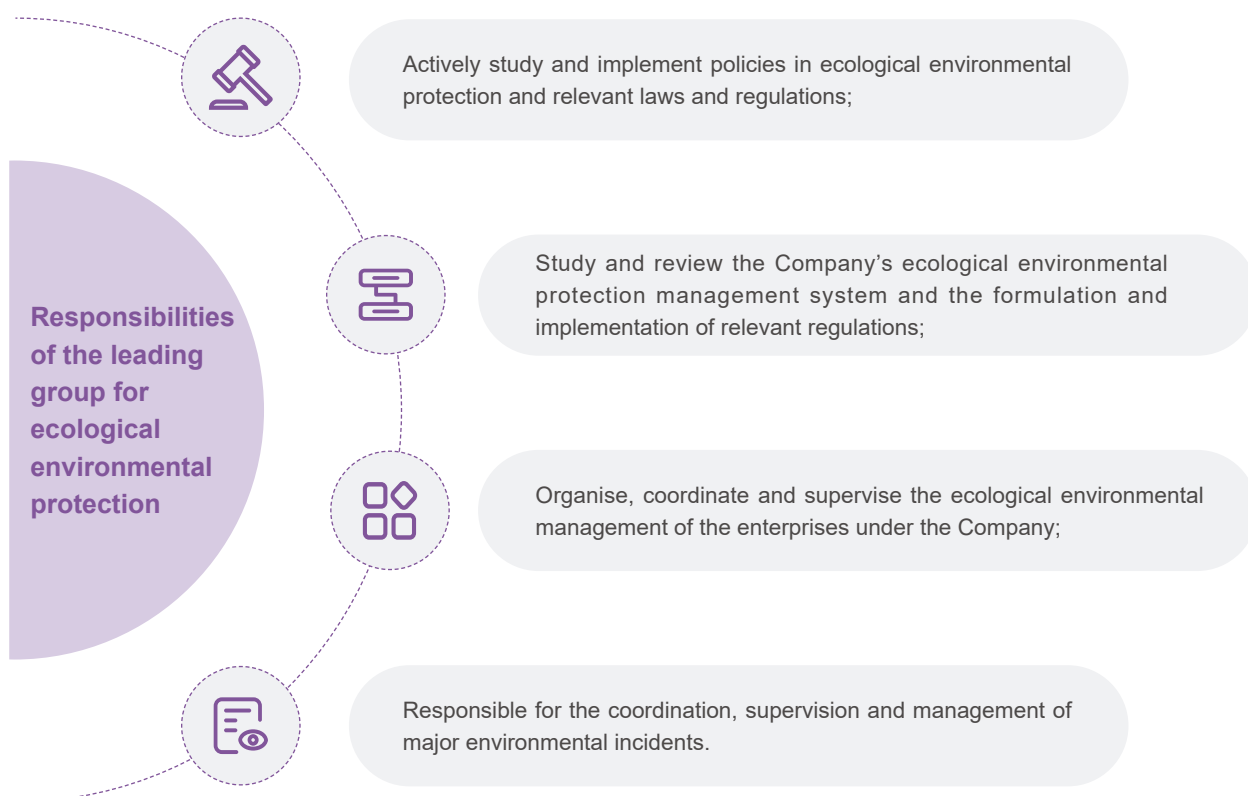 Responsibilities
of the leading
group for
ecological
environmental
protection
Actively study and implement policies in ecological environmental
protection and relevant laws and regulations;
Study and review the Company's ecological environmental
protection management system and the formulation and
implementation of relevant regulations;
Organise, coordinate and supervise the ecological environmental
management of the enterprises under the Company;
Responsible for the coordination, supervision and management of
major environmental incidents.